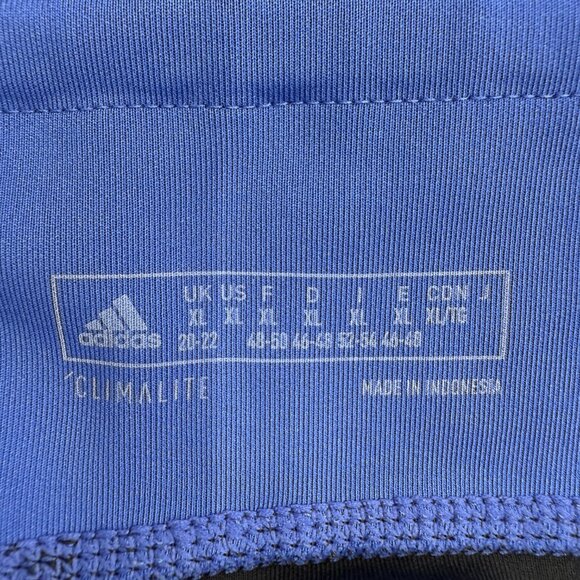 UK US F D I E CDN J
XL XL XL XL XL XL XL/TG
adidas 20-22 48-50 46-48 52-54 46-48
CLIMALITE MADE IN INDONESIA